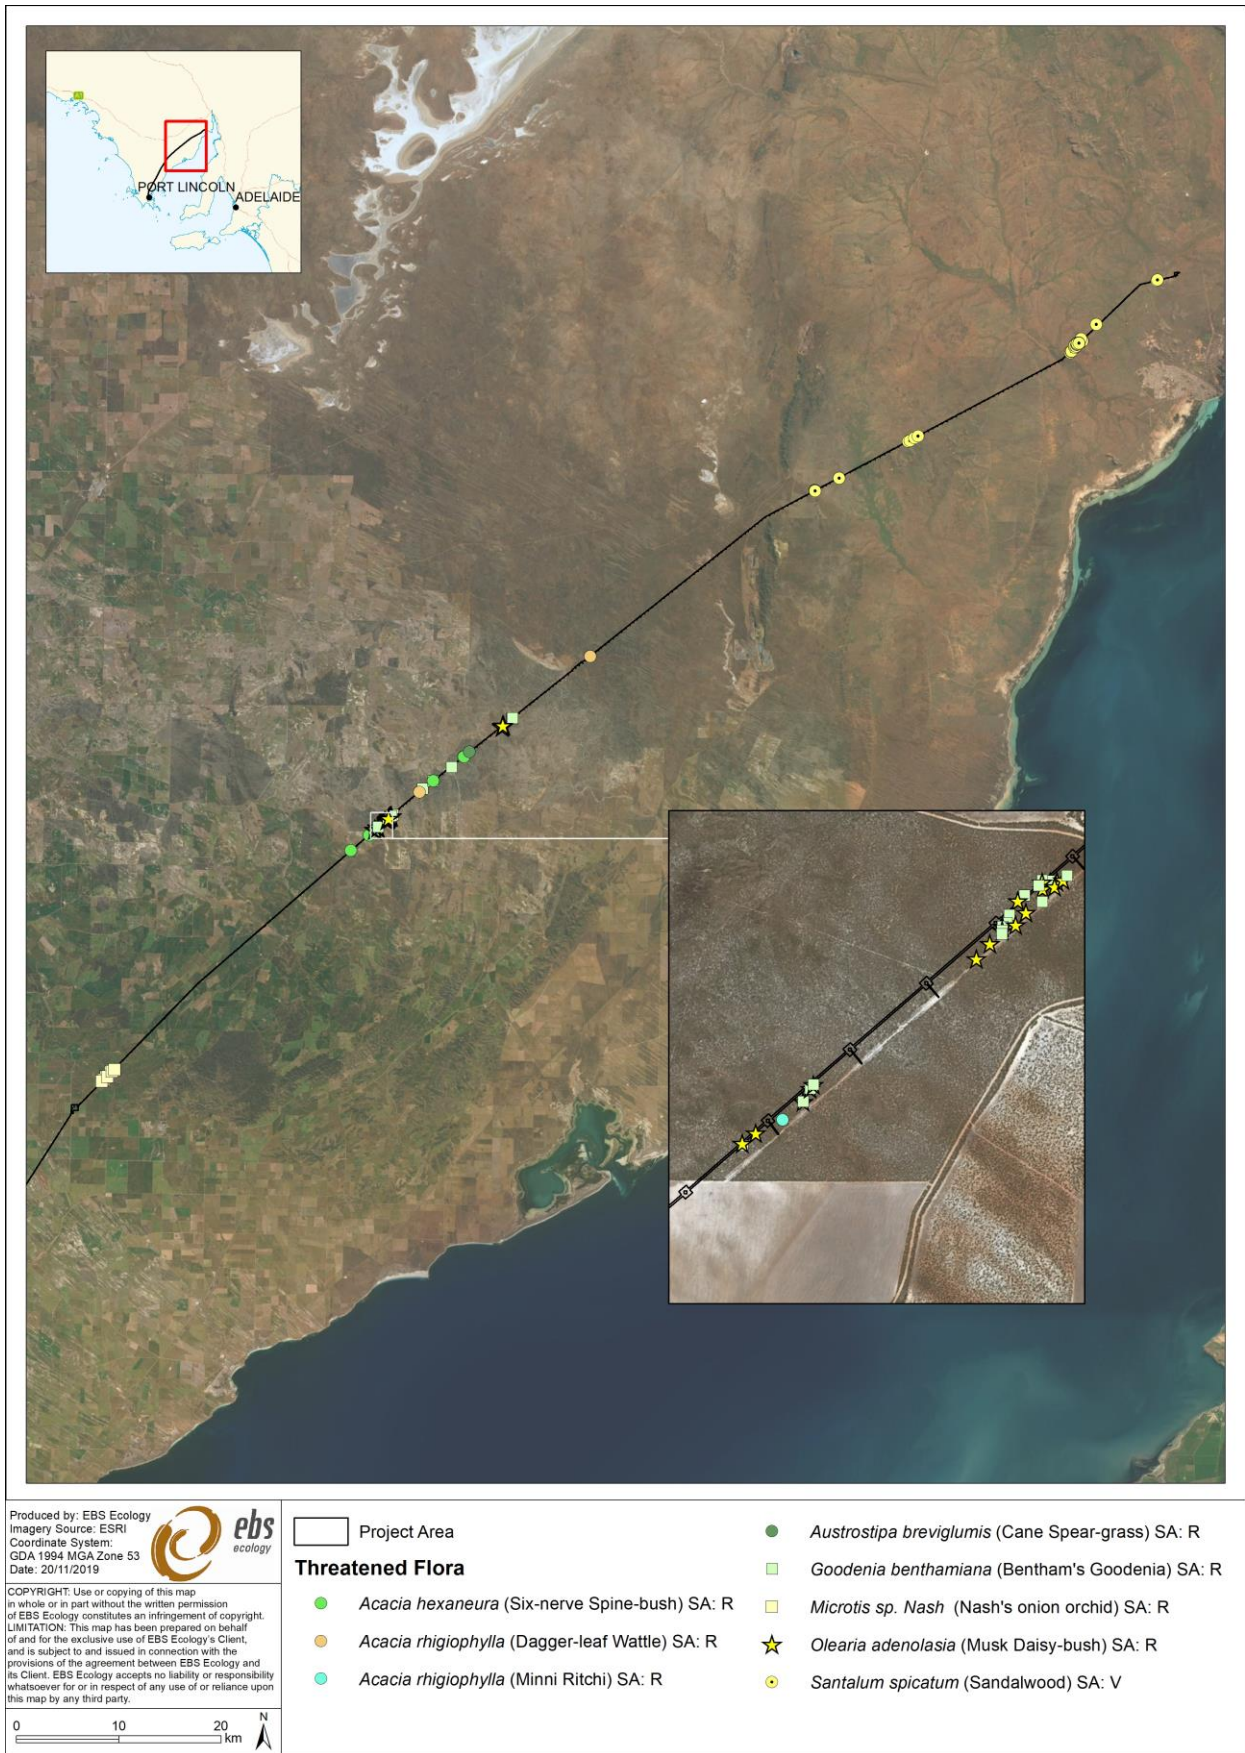 A1
PORT LINCOLN
ADELAIDE
Produced by: EBS Ecology
Imagery Source: ESRI
Coordinate System:
GDA 1994 MGA Zone 53
Date: 20/11/2019
ebs
ecology
COPYRIGHT: Use or copying of this map
in whole or in part without the written permission
of EBS Ecology constitutes an infringement of copyright.
LIMITATION: This map has been prepared on behalf
of and for the exclusive use of EBS Ecology's Client,
and is subject to and issued in connection with the
provisions of the agreement between EBS Ecology and
its Client. EBS Ecology accepts no liability or responsibility
whatsoever for or in respect of any use of or reliance upon
this map by any third party.
0 10 20
km
N
Project Area
Threatened Flora
Acacia hexaneura (Six-nerve Spine-bush) SA: R
Acacia rhigiophylla (Dagger-leaf Wattle) SA: R
Acacia rhigiophylla (Minni Ritchi) SA: R
Austrostipa breviglumis (Cane Spear-grass) SA: R
Goodenia benthamiana (Bentham's Goodenia) SA: R
Microtis sp. Nash (Nash's onion orchid) SA: R
Olearia adenolasia (Musk Daisy-bush) SA: R
Santalum spicatum (Sandalwood) SA: V